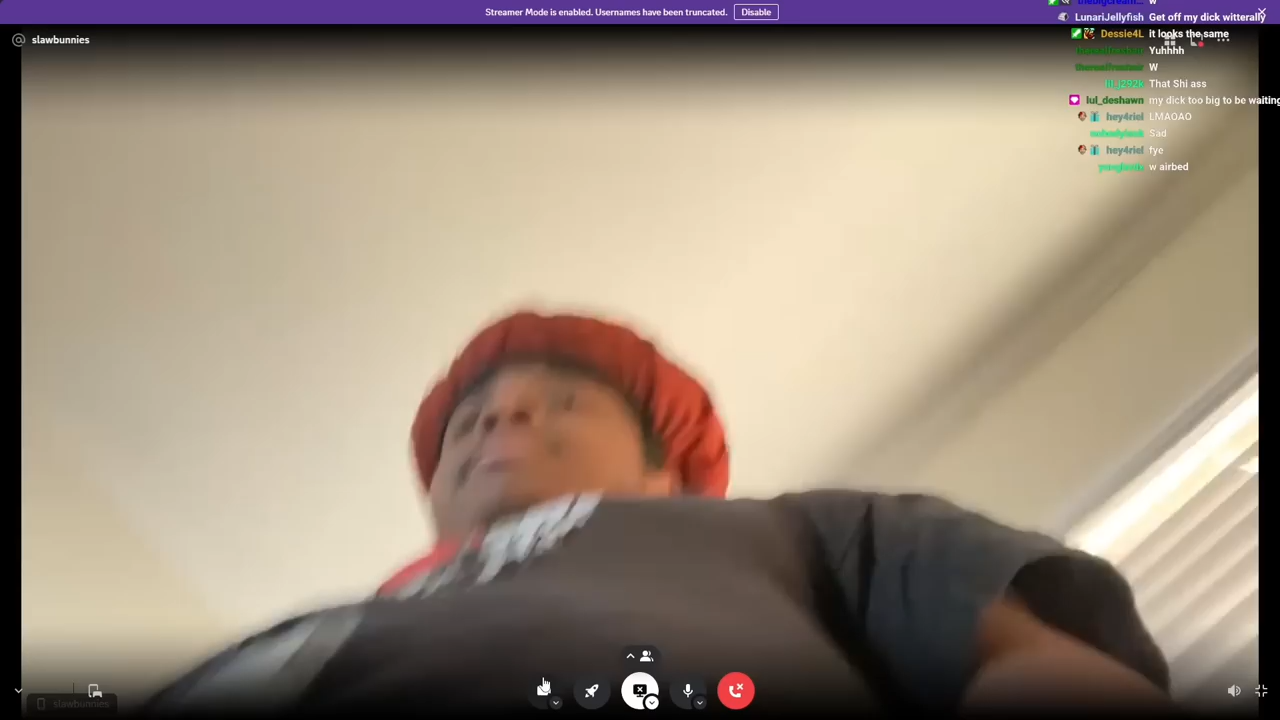 Streamer Mode is enabled. Usernames have been truncated.
Disable
slawbunnies
w
LunariJellyfish Get off my dick witterally
Dessie4L it looks the same
Yuhhhh
W
That Shi ass
lui_deshawn my dick too big to be waiting
hey4riel LMAOAO
Sad
hey4riel fye
w airbed
slawbunnies